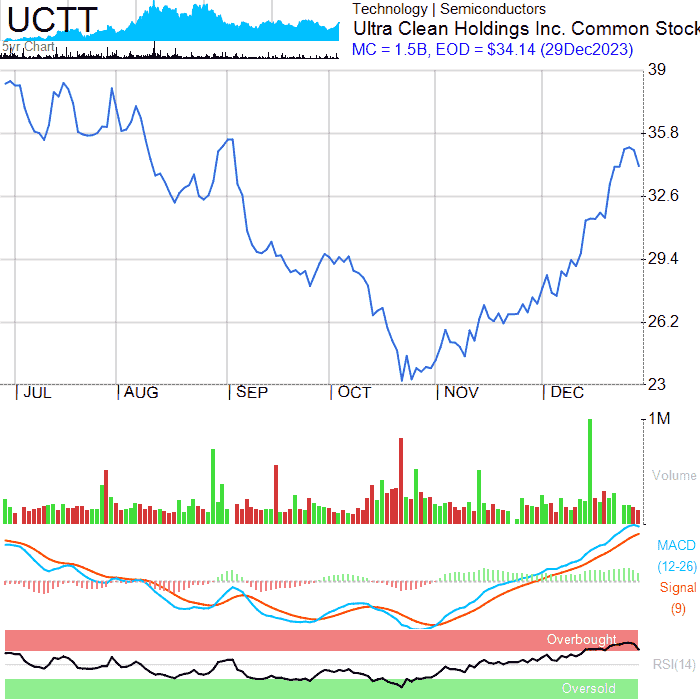 UCTT
5yr Chart
Technology | Semiconductors
Ultra Clean Holdings Inc. Common Stock
MC = 1.5B, EOD = $34.14 (29Dec2023)
39
35.8
32.6
29.4
26.2
23
JUL AUG SEP OCT NOV DEC
1M
Volume
MACD
(12-26)
Signal
(9)
Overbought
RSI(14)
Oversold